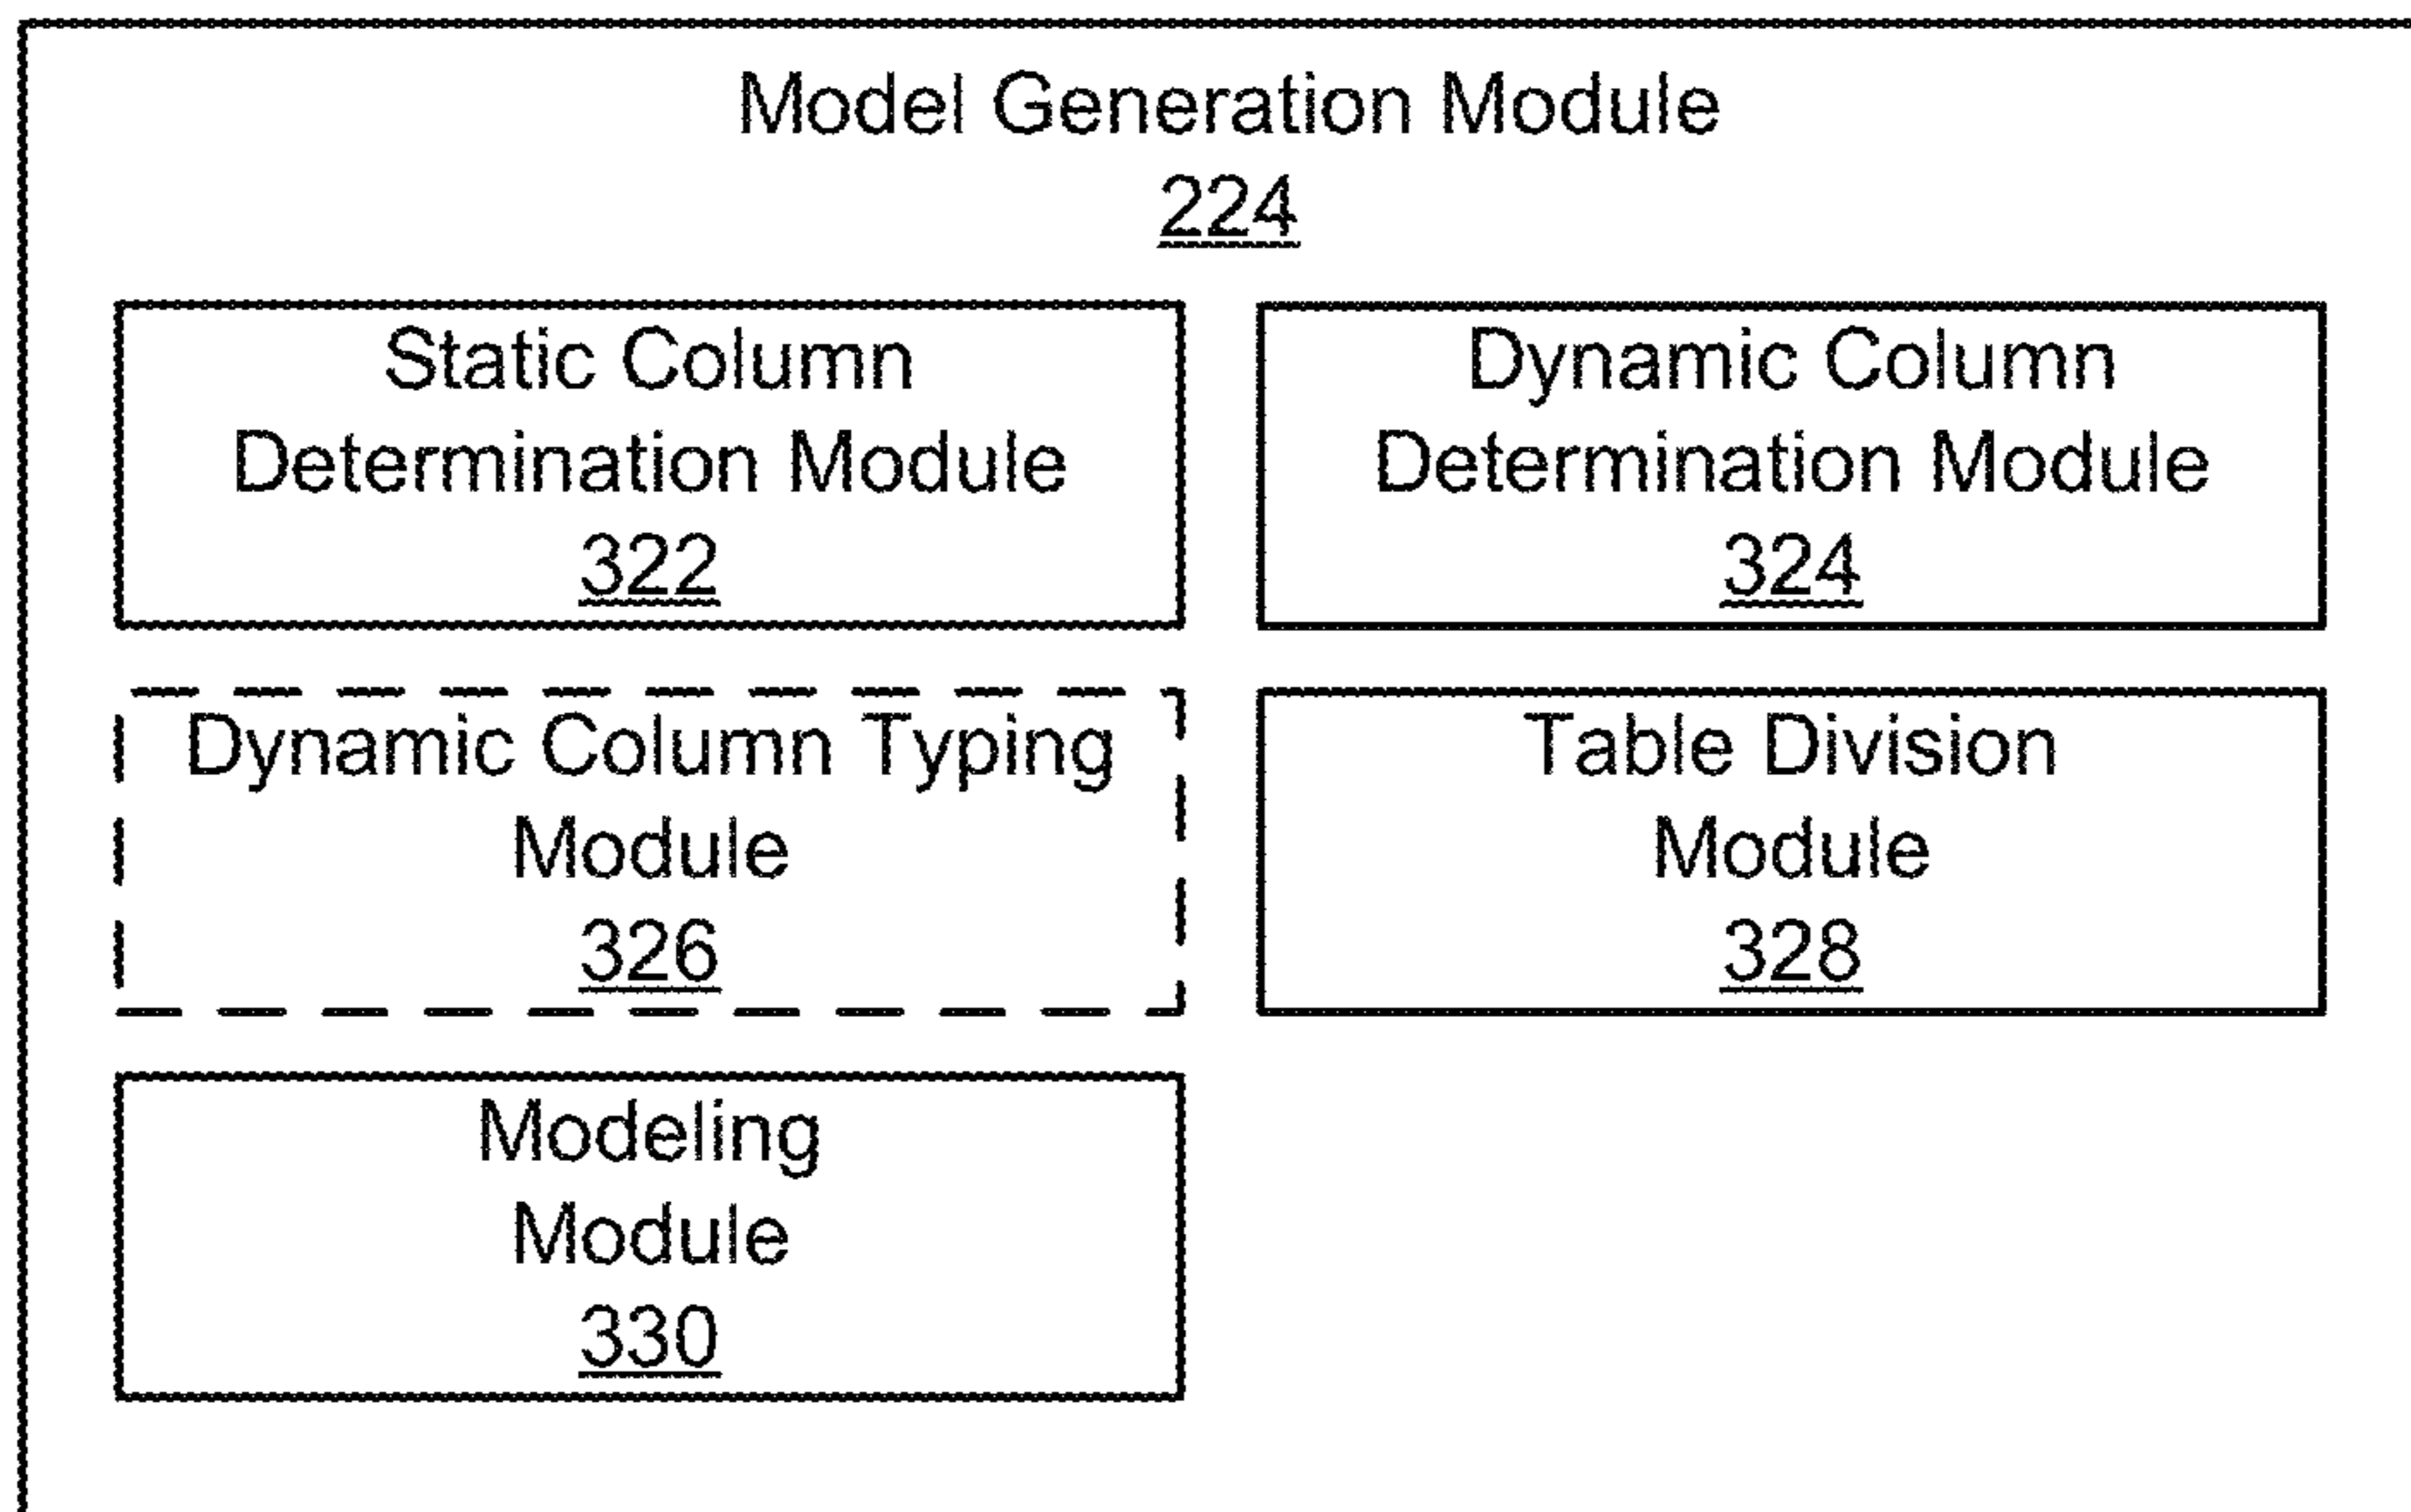 Model Generation Module
224
Static Column
Determination Module
322
Dynamic Column
Determination Module
324
Dynamic Column Typing
Module
326
Table Division
Module
328
Modeling
Module
330